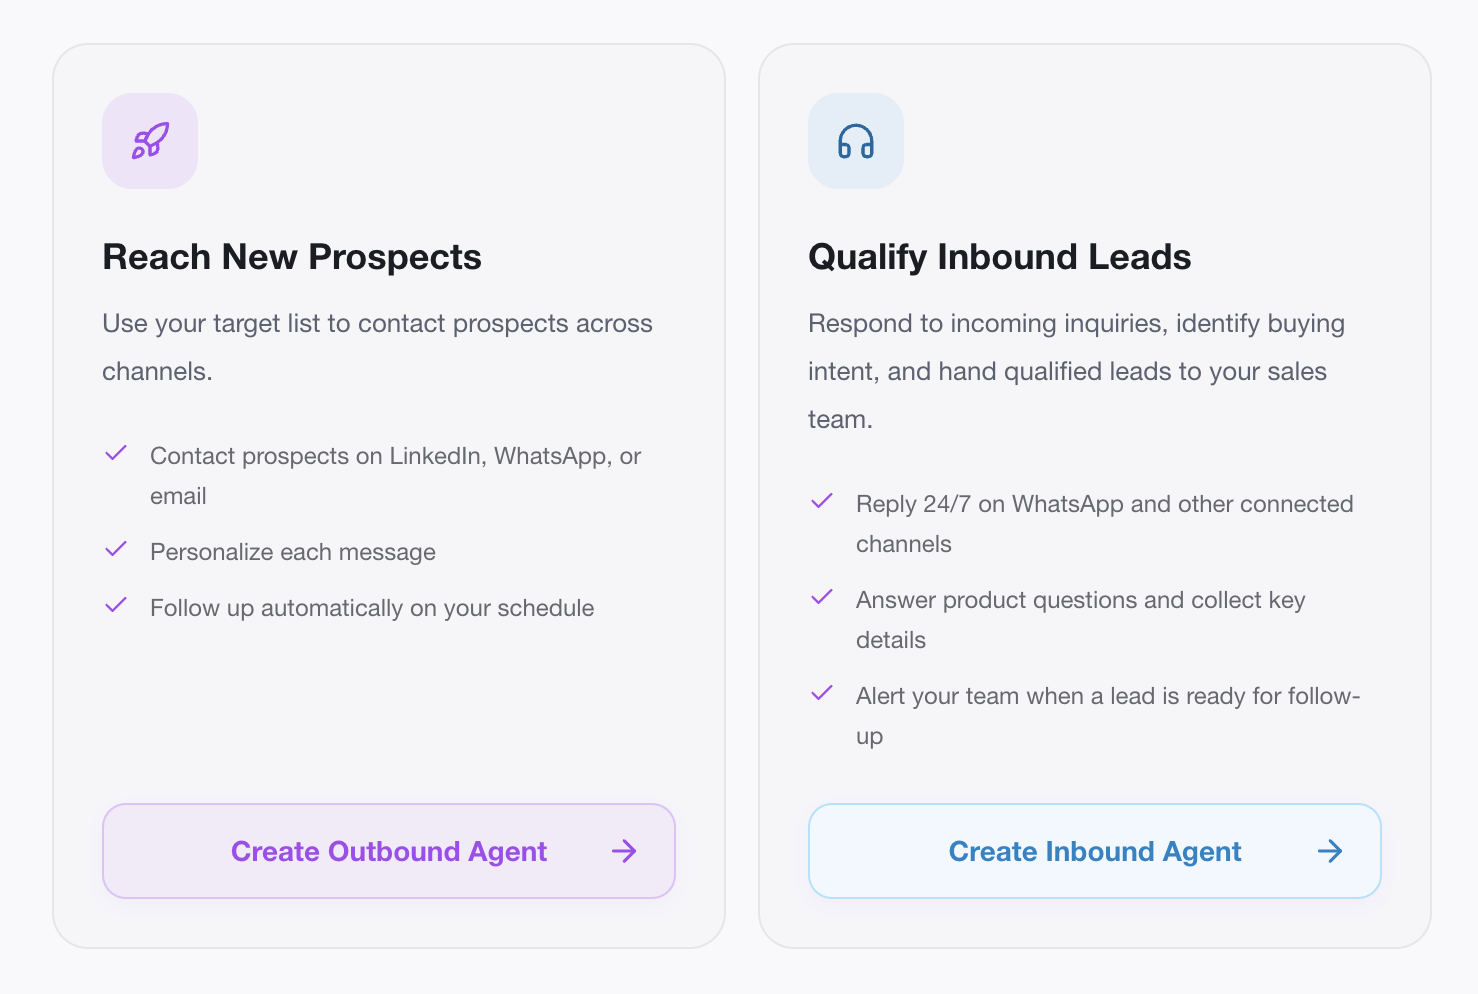 Reach New Prospects
Use your target list to contact prospects across
channels.
Contact prospects on LinkedIn, WhatsApp, or
email
Personalize each message
Follow up automatically on your schedule
Create Outbound Agent
Qualify Inbound Leads
Respond to incoming inquiries, identify buying
intent, and hand qualified leads to your sales
team.
Reply 24/7 on WhatsApp and other connected
channels
Answer product questions and collect key
details
Alert your team when a lead is ready for follow-
up
Create Inbound Agent